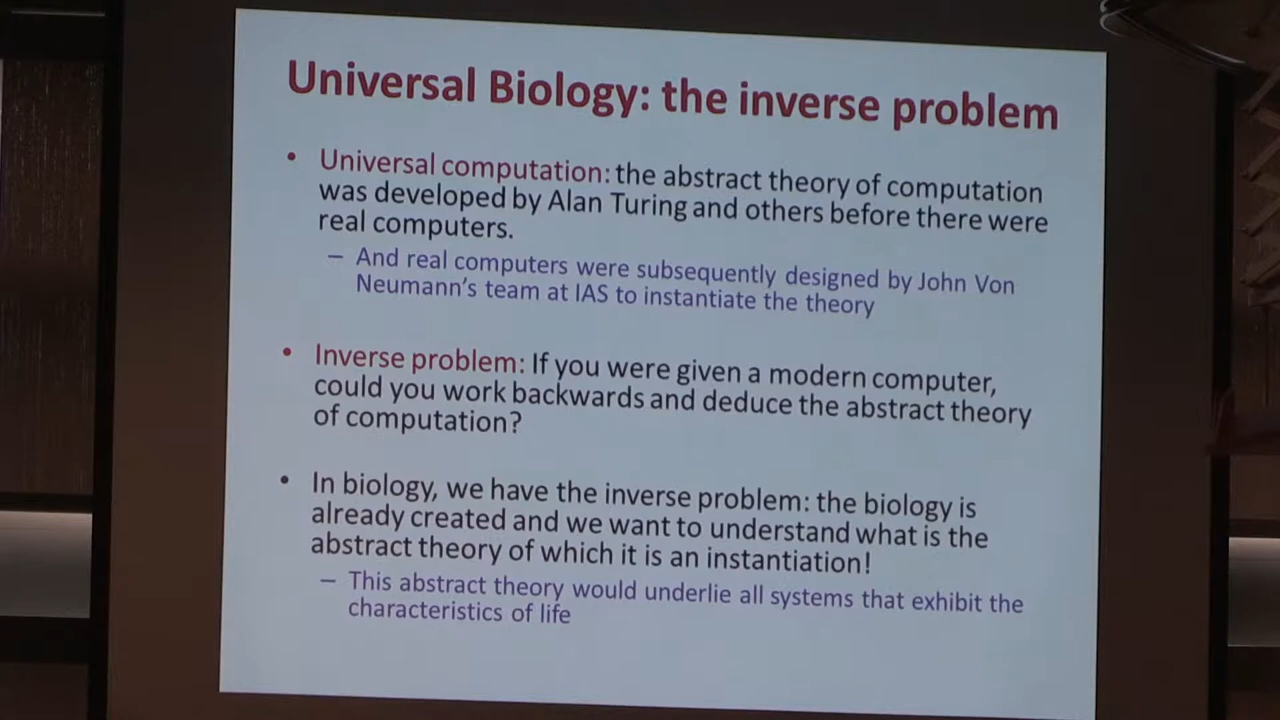 Universal Biology: the inverse problem
• Universal computation: the abstract theory of computation
was developed by Alan Turing and others before there were
real computers.
– And real computers were subsequently designed by John Von
Neumann's team at IAS to instantiate the theory
• Inverse problem: If you were given a modern computer,
could you work backwards and deduce the abstract theory
of computation?
• In biology, we have the inverse problem: the biology is
already created and we want to understand what is the
abstract theory of which it is an instantiation!
– This abstract theory would underlie all systems that exhibit the
characteristics of life